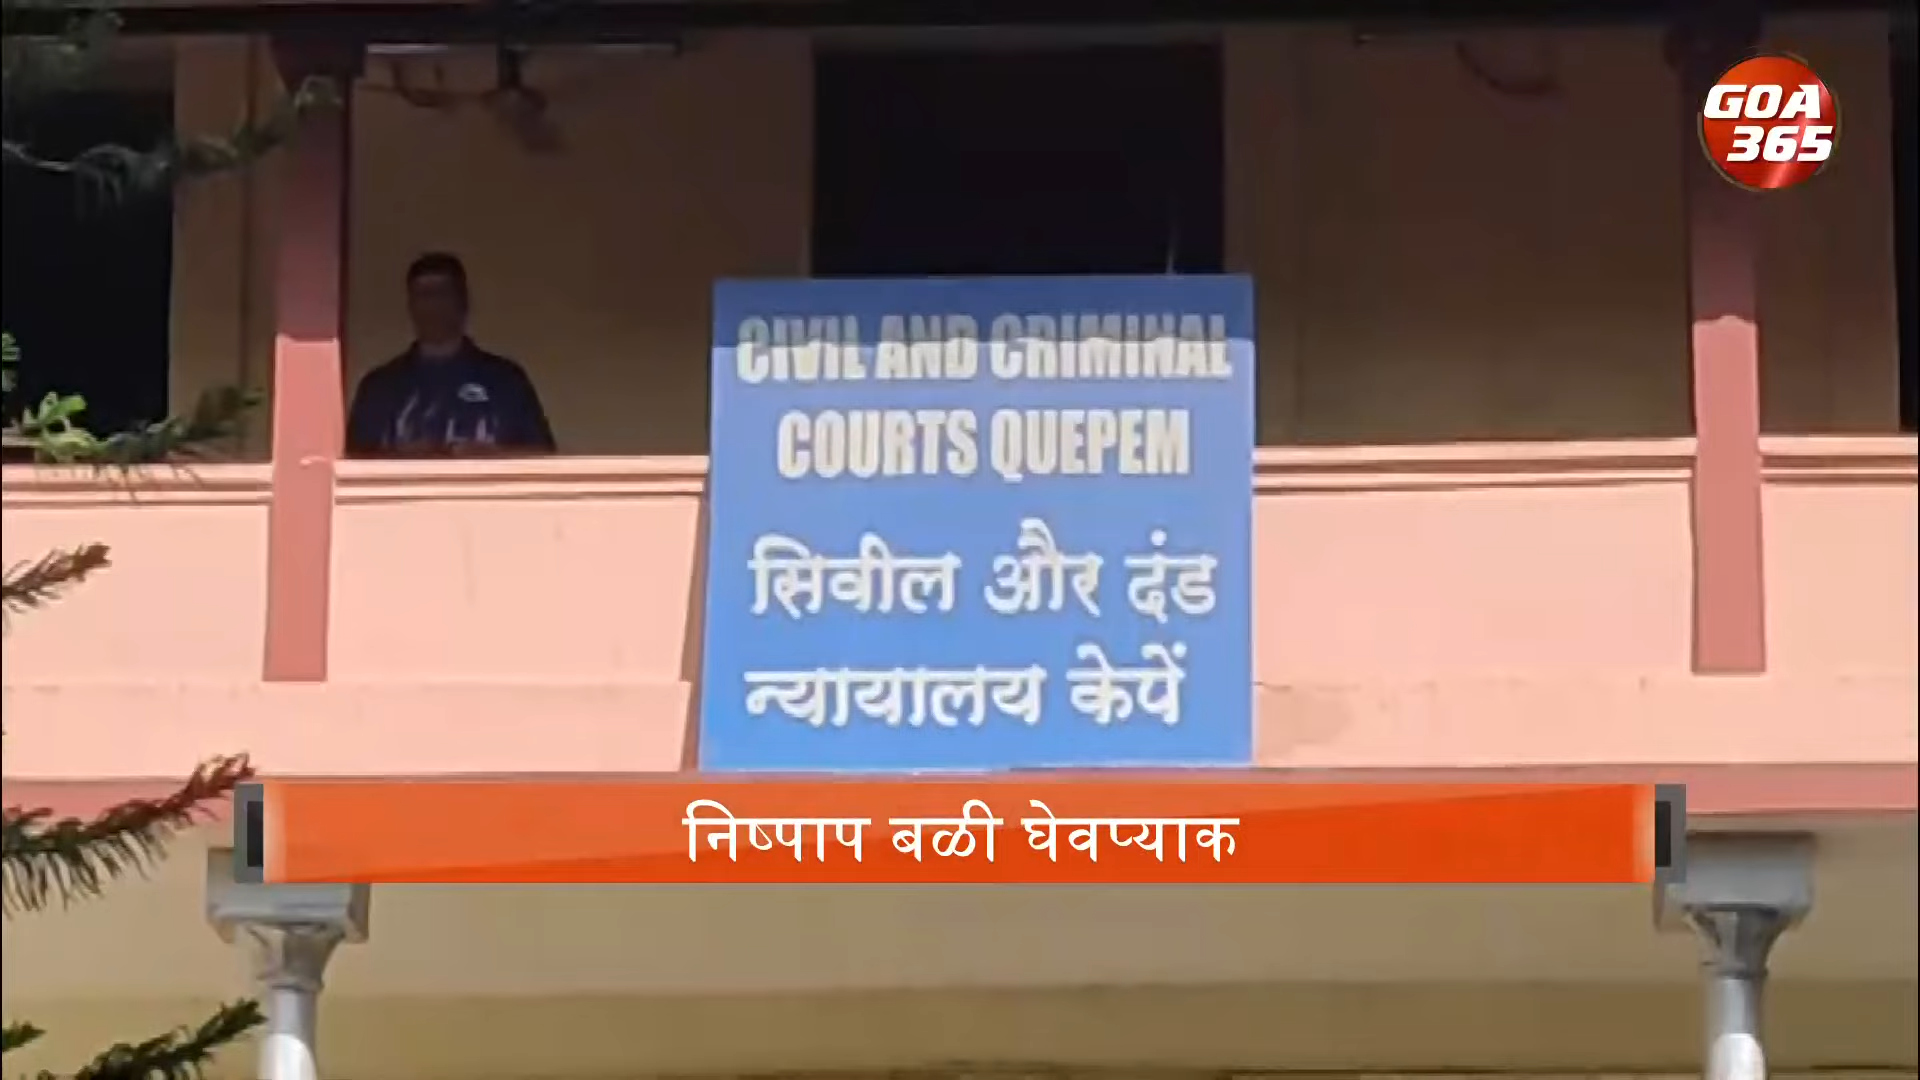 GOA
365
CIVIL AND CRIMINAL
COURTS QUEPEM
सिवील और दंड
न्यायालय केपें
निष्पाप बळी घेवप्याक